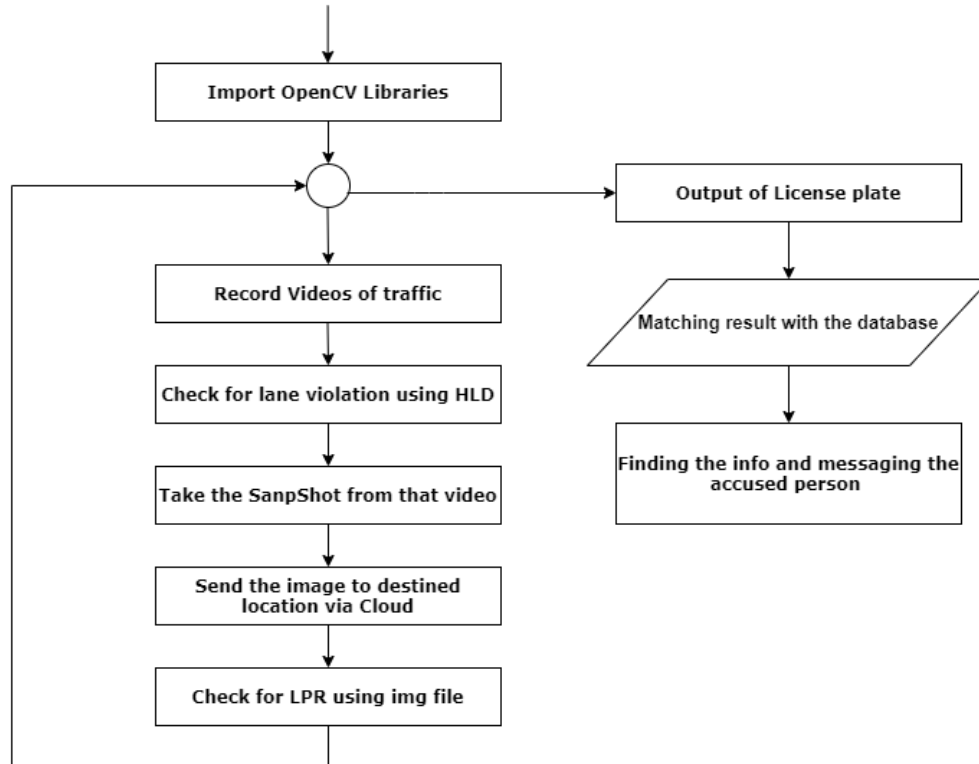 Import OpenCV Libraries
Output of License plate
Record Videos of traffic
Matching result with the database
Check for lane violation using HLD
Finding the info and messaging the
accused person
Take the SanpShot from that video
Send the image to destined
location via Cloud
Check for LPR using img file